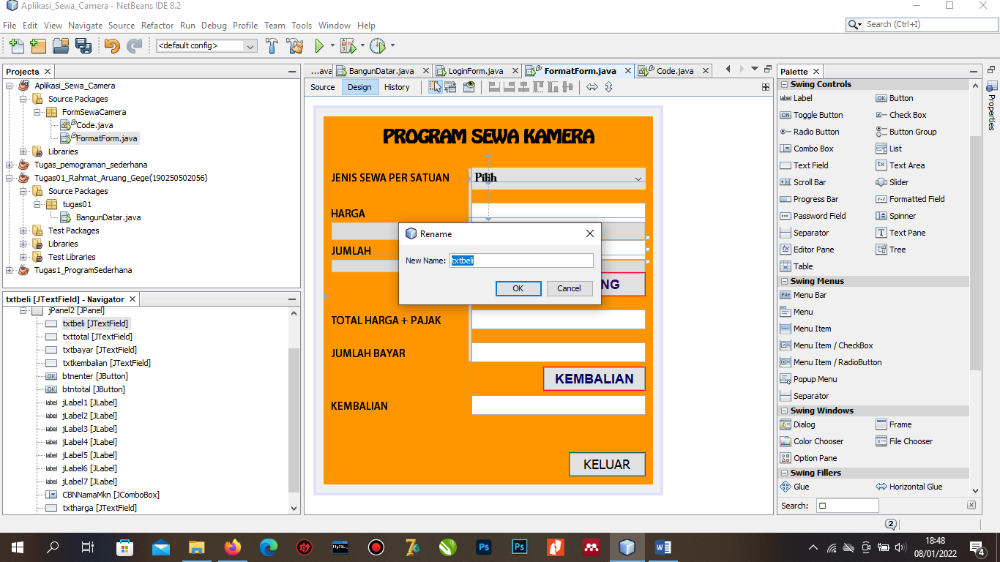 Aplikasi_Sewa_Camera - NetBeans IDE 8.2
File Edit View Navigate Source Refactor Run Debug Profile Team Tools Window Help
Search (Ctrl+I)
<default config>
Projects
Aplikasi_Sewa_Camera
Source Packages
FormSewaCamera
Code.java
FormatForm.java
Libraries
Tugas_pemograman_sederhana
Tugas01_Rahmat_Aruang_Gege(190250502056)
Source Packages
tugas01
BangunDatar.java
Test Packages
Libraries
Test Libraries
Tugas1_ProgramSederhana
txtbeli [JTextField] - Navigator
jPanel2 [JPanel]
txtbeli [JTextField]
txttotal [JTextField]
txtbayar [JTextField]
txtkembalian [JTextField]
btnenter [JButton]
btntotal [JButton]
jLabel1 [JLabel]
jLabel2 [JLabel]
jLabel3 [JLabel]
jLabel4 [JLabel]
jLabel5 [JLabel]
jLabel6 [JLabel]
jLabel7 [JLabel]
CBNNamaMkn [JComboBox]
txtharga [JTextField]
...ava BangunDatar.java LoginForm.java FormatForm.java Code.java
Source Design History
PROGRAM SEWA KAMERA
JENIS SEWA PER SATUAN Pilih
HARGA
JUMLAH
NG
TOTAL HARGA + PAJAK
JUMLAH BAYAR
KEMBALIAN
KEMBALIAN
KELUAR
Rename
New Name: txtbeli
OK Cancel
Palette
Swing Controls
Label Button
Toggle Button Check Box
Radio Button Button Group
Combo Box List
Text Field Text Area
Scroll Bar Slider
Progress Bar Formatted Field
Password Field Spinner
Separator Text Pane
Editor Pane Tree
Table
Swing Menus
Menu Bar
Menu
Menu Item
Menu Item / CheckBox
Menu Item / RadioButton
Popup Menu
Separator
Swing Windows
Dialog Frame
Color Chooser File Chooser
Option Pane
Swing Fillers
Glue Horizontal Glue
Search:
Properties
2
18:48
08/01/2022
4